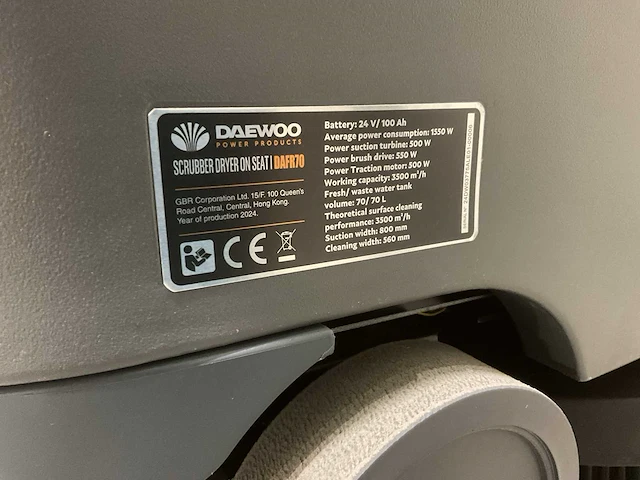 DAEWOO
POWER PRODUCTS
SCRUBBER DRYER ON SEAT | DAFR70
GBR Corporation Ltd. 15/F. 100 Queen's
Road Central, Central, Hong Kong.
Year of production 2024.
CE
Battery: 24 V/ 100 Ah
Average power consumption: 1550 W
Power suction turbine: 500 W
Power brush drive: 550 W
Power Traction motor: 500 W
Working capacity: 3500 m²/h
Fresh/ waste water tank
volume: 70/ 70 L
Theoretical surface cleaning
performance: 3500 m²/h
Suction width: 800 mm
Cleaning width: 560 mm